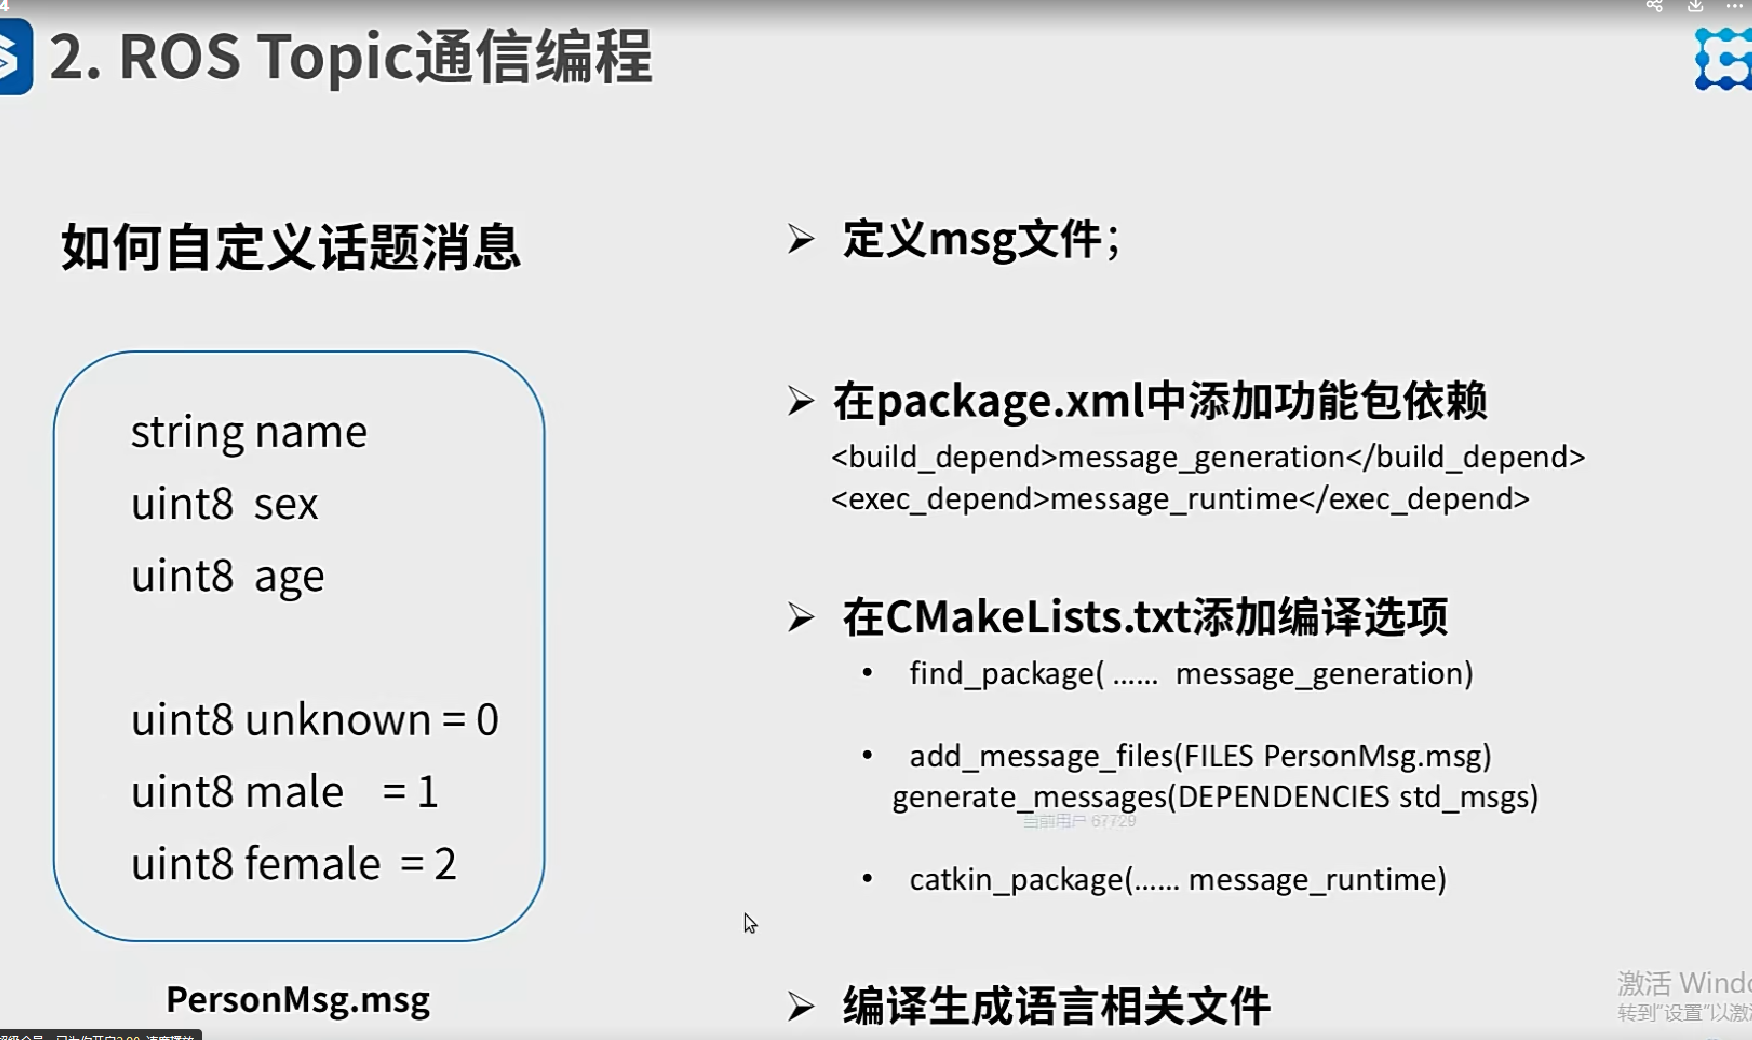 2. ROS Topic通信编程
如何自定义话题消息
string name
uint8 sex
uint8 age
uint8 unknown = 0
uint8 male = 1
uint8 female = 2
PersonMsg.msg
➢ 定义msg文件;
➢ 在package.xml中添加功能包依赖
<build_depend>message_generation</build_depend>
<exec_depend>message_runtime</exec_depend>
➢ 在CMakeLists.txt添加编译选项
• find_package( ...... message_generation)
• add_message_files(FILES PersonMsg.msg)
generate_messages(DEPENDENCIES std_msgs)
当前用户 67729
• catkin_package(...... message_runtime)
➢ 编译生成语言相关文件
激活 Windo
转到"设置"以激